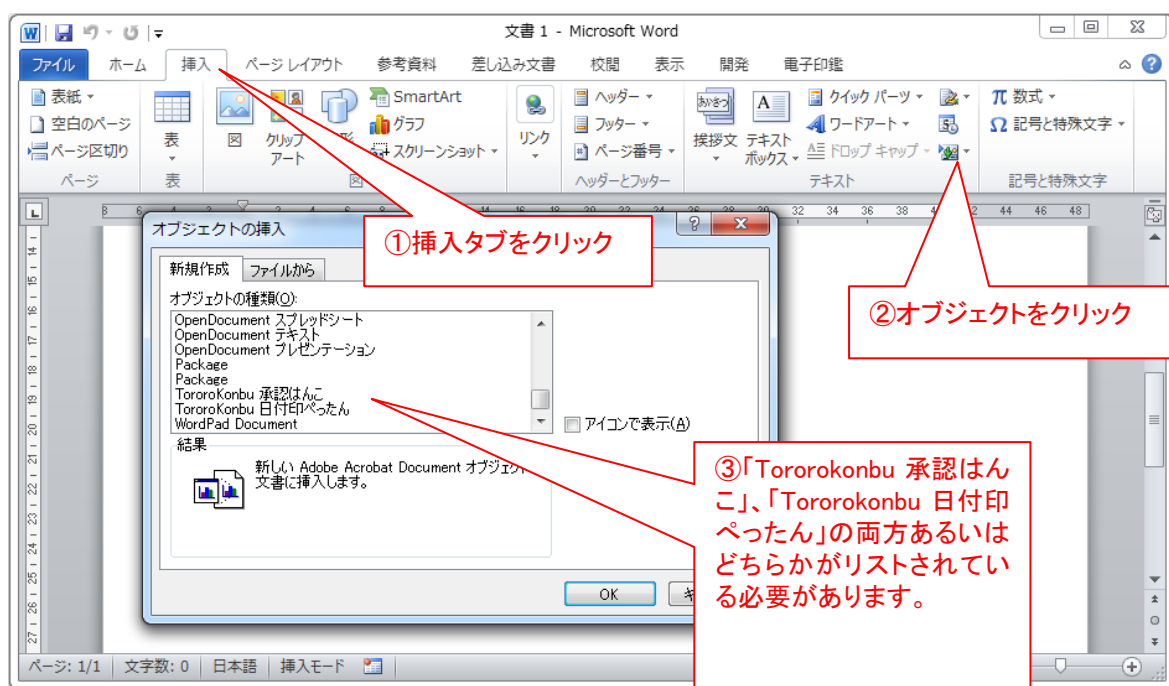 文書 1 - Microsoft Word
ファイル ホーム 挿入 ページ レイアウト 参考資料 差し込み文書 校閲 表示 開発 電子印鑑
表紙
空白のページ
ページ区切り
ページ
表
表
図
クリップ
アート
形
SmartArt
グラフ
スクリーンショット
図
リンク
ヘッダー
フッター
ページ番号
ヘッダーとフッター
あいさつ
挨拶文
テキスト
ボックス
クイック パーツ
ワードアート
ドロップ キャップ
テキスト
π 数式
Ω 記号と特殊文字
記号と特殊文字
①挿入タブをクリック
②オブジェクトをクリック
オブジェクトの挿入
新規作成 ファイルから
オブジェクトの種類(O):
OpenDocument スプレッドシート
OpenDocument テキスト
OpenDocument プレゼンテーション
Package
Package
TororoKonbu 承認はんこ
TororoKonbu 日付印ぺったん
WordPad Document
アイコンで表示(A)
結果
新しい Adobe Acrobat Document オブジェク
文書に挿入します。
OK
キ
③「Tororokonbu 承認はん
こ」、「Tororokonbu 日付印
ぺったん」の両方あるいは
どちらかがリストされてい
る必要があります。
ページ: 1/1 文字数: 0 日本語 挿入モード